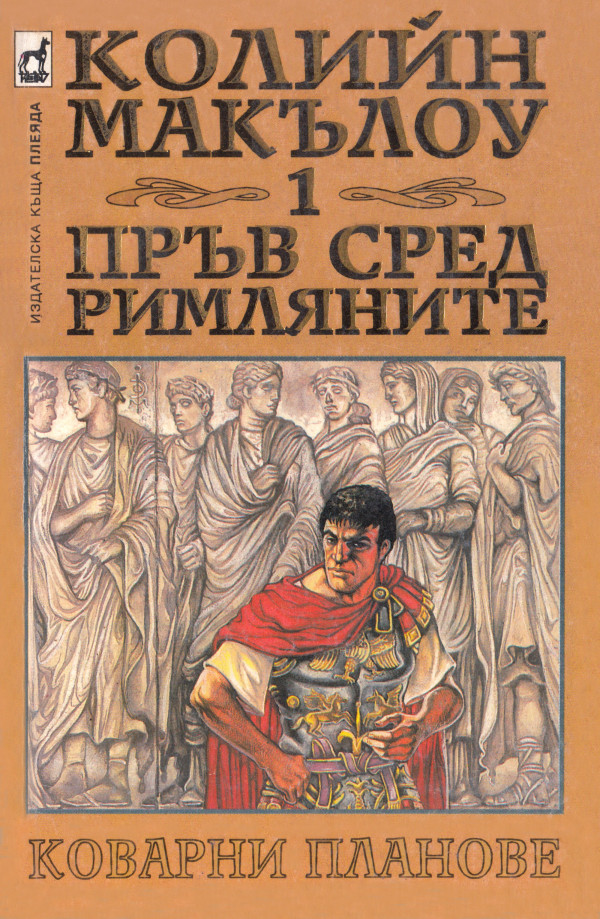 КОЛИЙН
МАКЪЛОУ
1
ПРЪВ СРЕД
РИМЛЯНИТЕ
ИЗДАТЕЛСКА КЪЩА ПЛЕЯДА
КОВАРНИ ПЛАНОВЕ